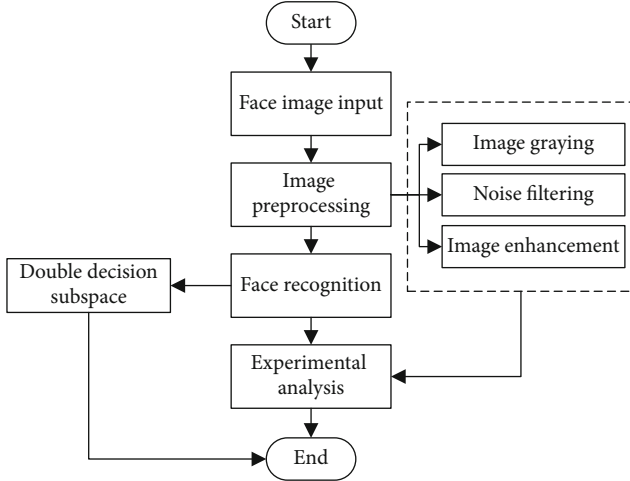 Start
Face image input
Image
preprocessing
Image graying
Noise filtering
Image enhancement
Double decision
subspace
Face recognition
Experimental
analysis
End